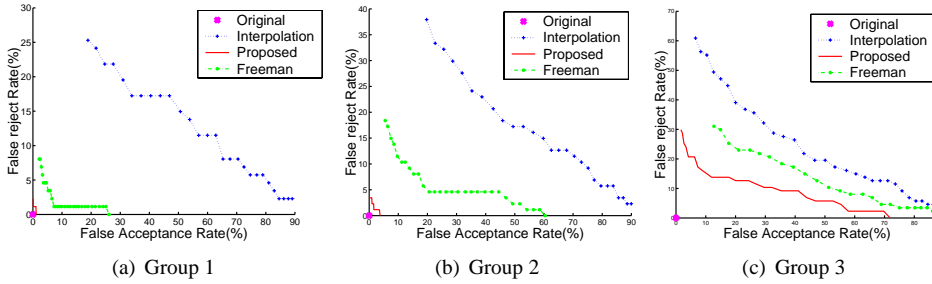 30
25
20
15
10
5
0
0 10 20 30 40 50 60 70 80 90
False reject Rate(%)
False Acceptance Rate(%)
Original
Interpolation
Proposed
Freeman
(a) Group 1
40
35
30
25
20
15
10
5
0
0 10 20 30 40 50 60 70 80 90
False reject Rate(%)
False Acceptance Rate(%)
Original
Interpolation
Proposed
Freeman
(b) Group 2
70
60
50
40
30
20
10
0
0 10 20 30 40 50 60 70 80
False reject Rate(%)
False Acceptance Rate(%)
Original
Interpolation
Proposed
Freeman
(c) Group 3